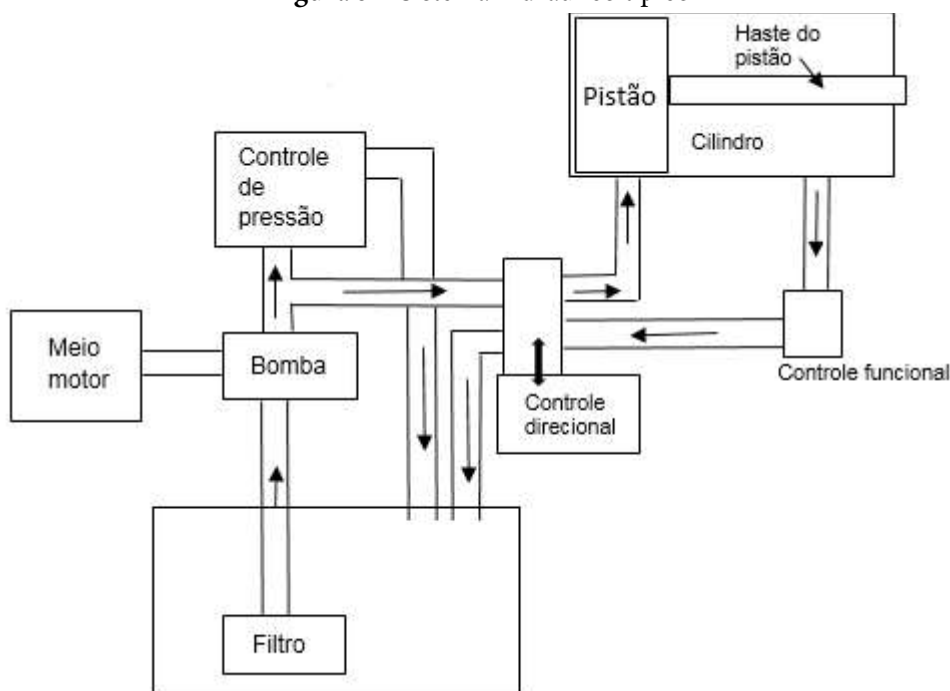 Haste do
pistão
Pistão
Cilindro
Controle
de
pressão
Meio
motor
Bomba
Controle funcional
Controle
direcional
Filtro